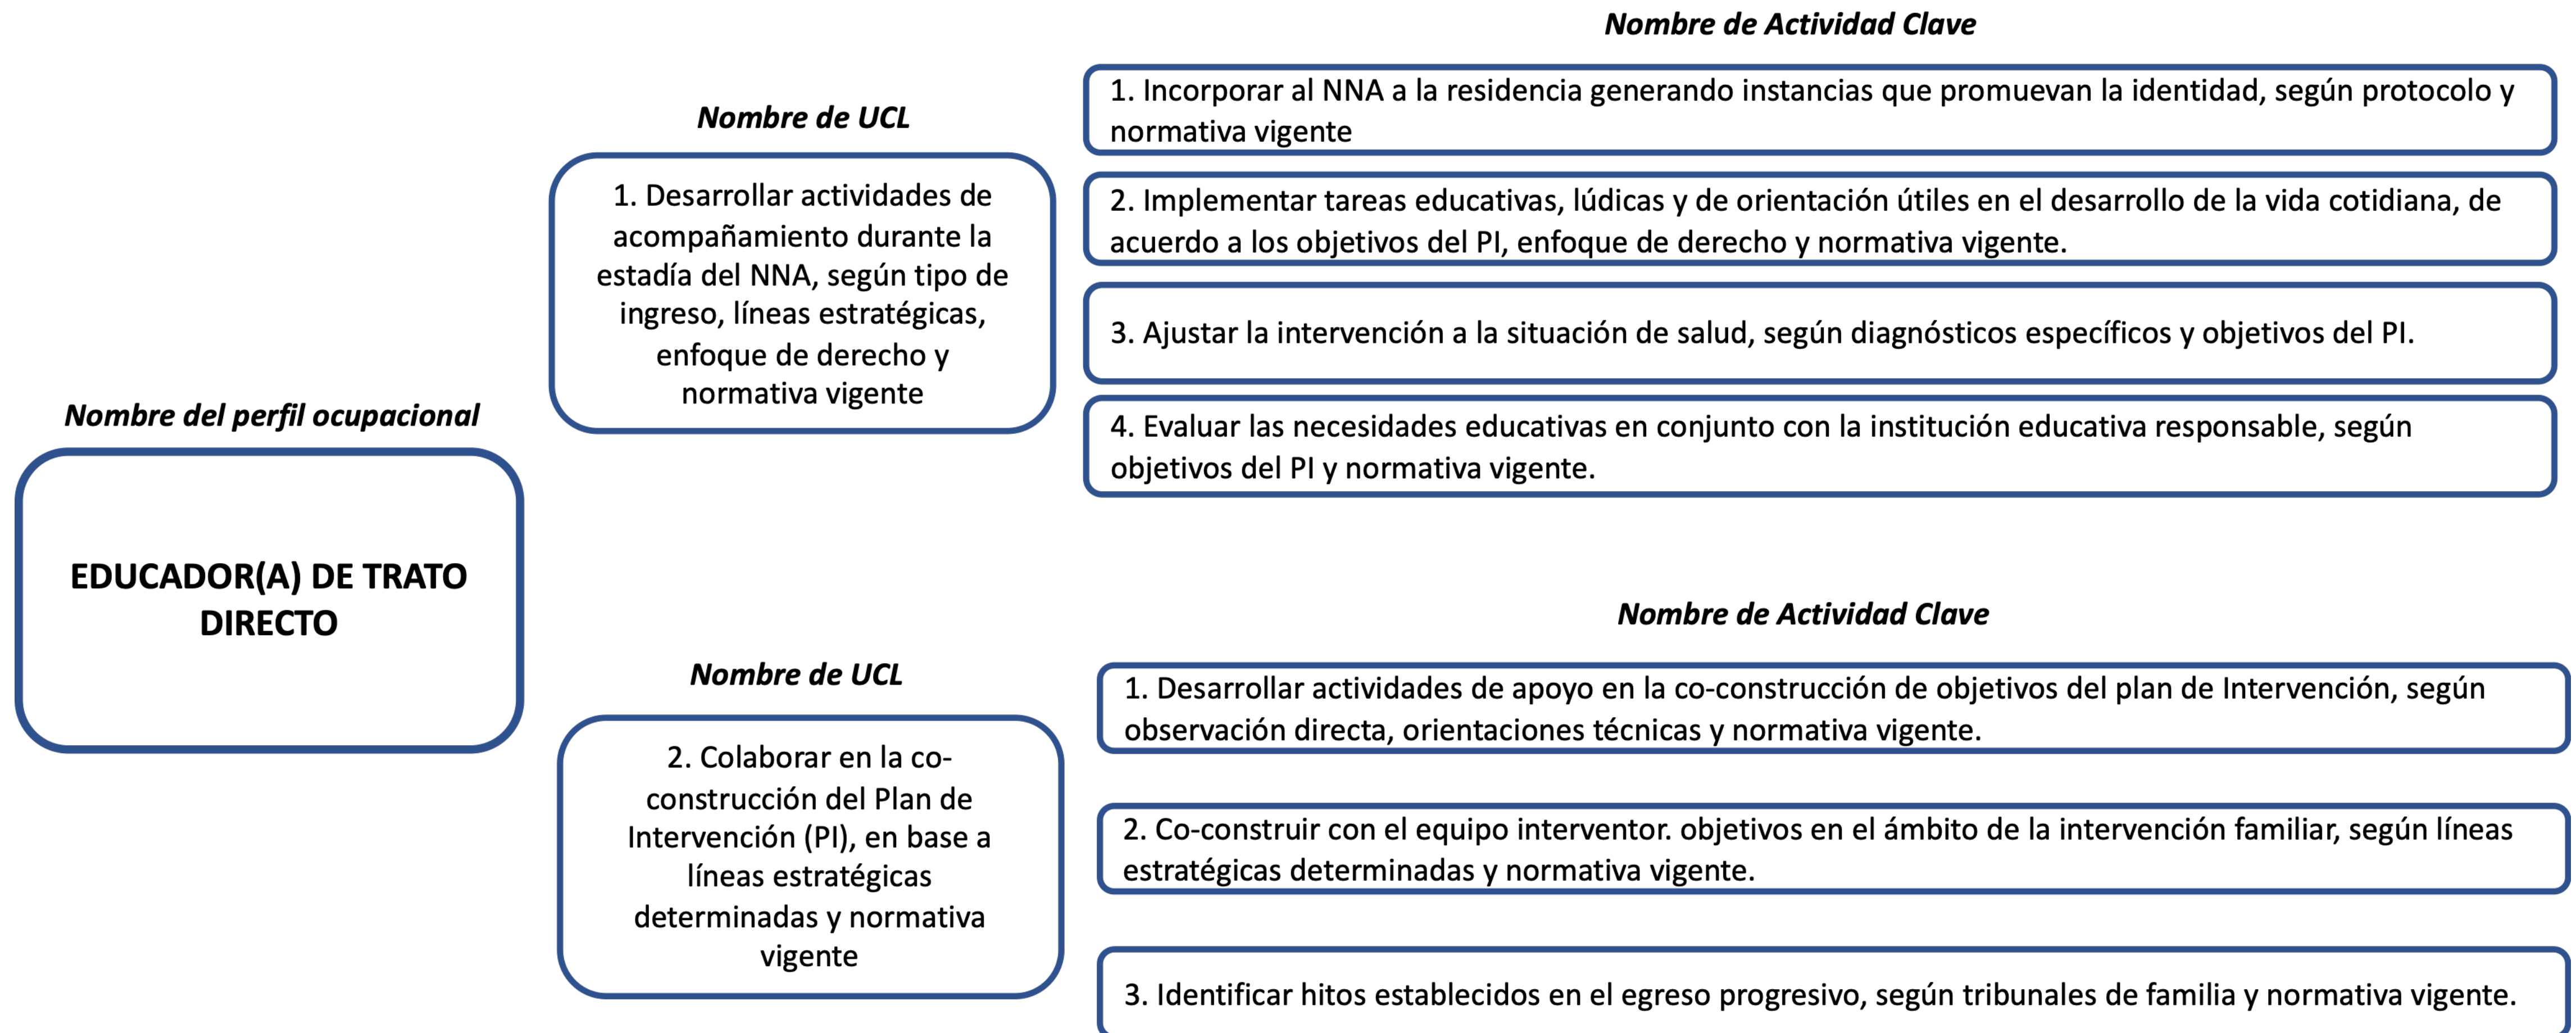 Nombre del perfil ocupacional
EDUCADOR(A) DE TRATO
DIRECTO
Nombre de UCL
1. Desarrollar actividades de
acompañamiento durante la
estadía del NNA, según tipo de
ingreso, líneas estratégicas,
enfoque de derecho y
normativa vigente
Nombre de Actividad Clave
1. Incorporar al NNA a la residencia generando instancias que promuevan la identidad, según protocolo y
normativa vigente
2. Implementar tareas educativas, lúdicas y de orientación útiles en el desarrollo de la vida cotidiana, de
acuerdo a los objetivos del PI, enfoque de derecho y normativa vigente.
3. Ajustar la intervención a la situación de salud, según diagnósticos específicos y objetivos del PI.
4. Evaluar las necesidades educativas en conjunto con la institución educativa responsable, según
objetivos del PI y normativa vigente.
Nombre de UCL
2. Colaborar en la co-
construcción del Plan de
Intervención (PI), en base a
líneas estratégicas
determinadas y normativa
vigente
Nombre de Actividad Clave
1. Desarrollar actividades de apoyo en la co-construcción de objetivos del plan de Intervención, según
observación directa, orientaciones técnicas y normativa vigente.
2. Co-construir con el equipo interventor. objetivos en el ámbito de la intervención familiar, según líneas
estratégicas determinadas y normativa vigente.
3. Identificar hitos establecidos en el egreso progresivo, según tribunales de familia y normativa vigente.